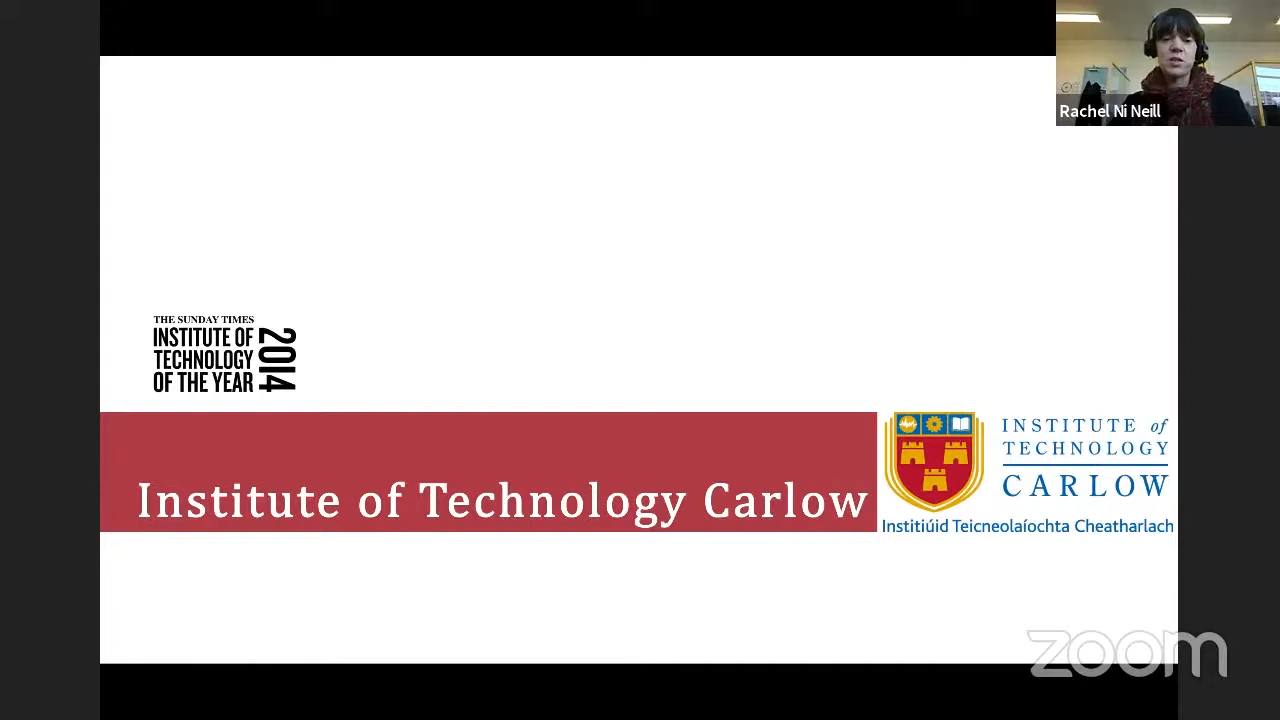 Rachel Ni Neill
THE SUNDAY TIMES
INSTITUTE OF
TECHNOLOGY
OF THE YEAR
2014
Institute of Technology Carlow
INSTITUTE of
TECHNOLOGY
CARLOW
Institiúid Teicneolaíochta Cheatharlach
zoom